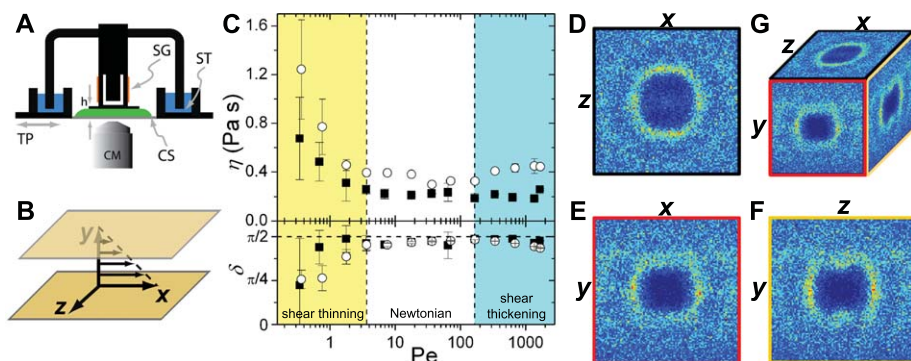 A
SG
ST
h
TP
CM
CS
B
y
z
x
C
η (Pa s)
1.6
1.2
0.8
0.4
0.0
δ
π/2
π/4
0
shear thinning
Newtonian
shear
thickening
1
10
100
1000
Pe
D
x
z
E
x
y
F
z
y
G
x
z
y